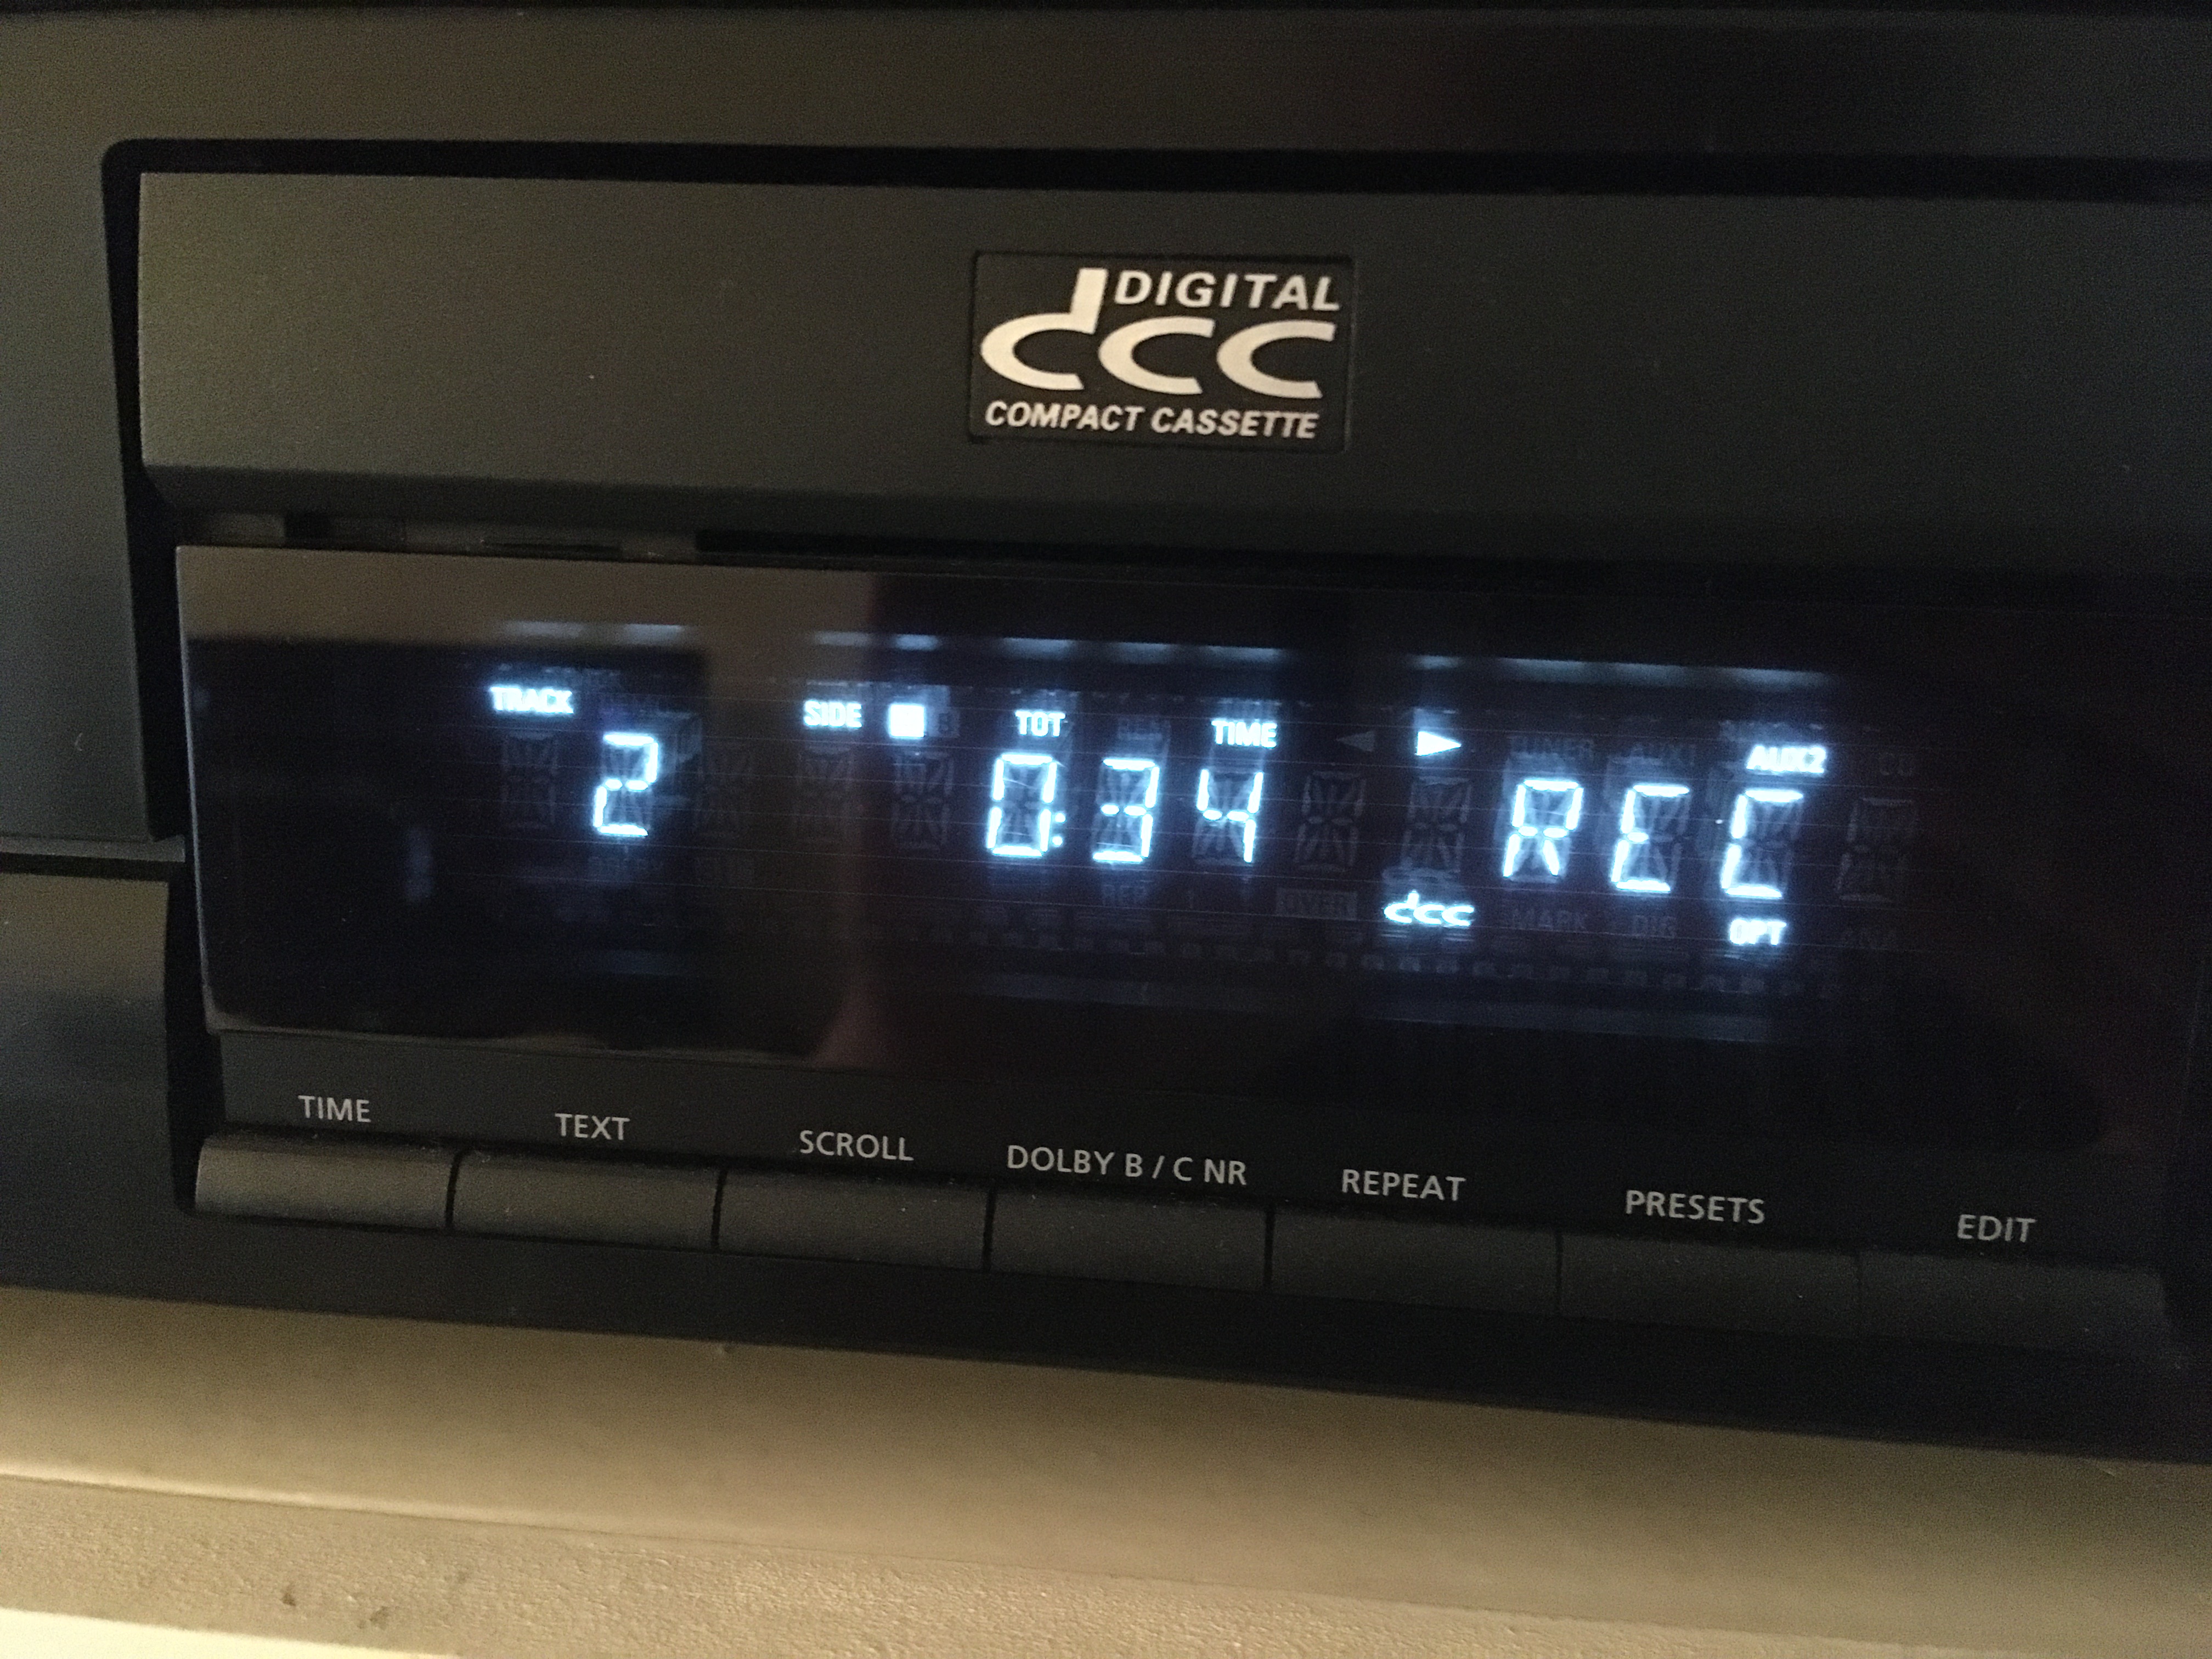 DIGITAL
dcc
COMPACT CASSETTE
TRACK SIDE TOT TIME AUX2
2 0:34 REC
dcc OPT
TIME TEXT SCROLL DOLBY B / C NR REPEAT PRESETS EDIT